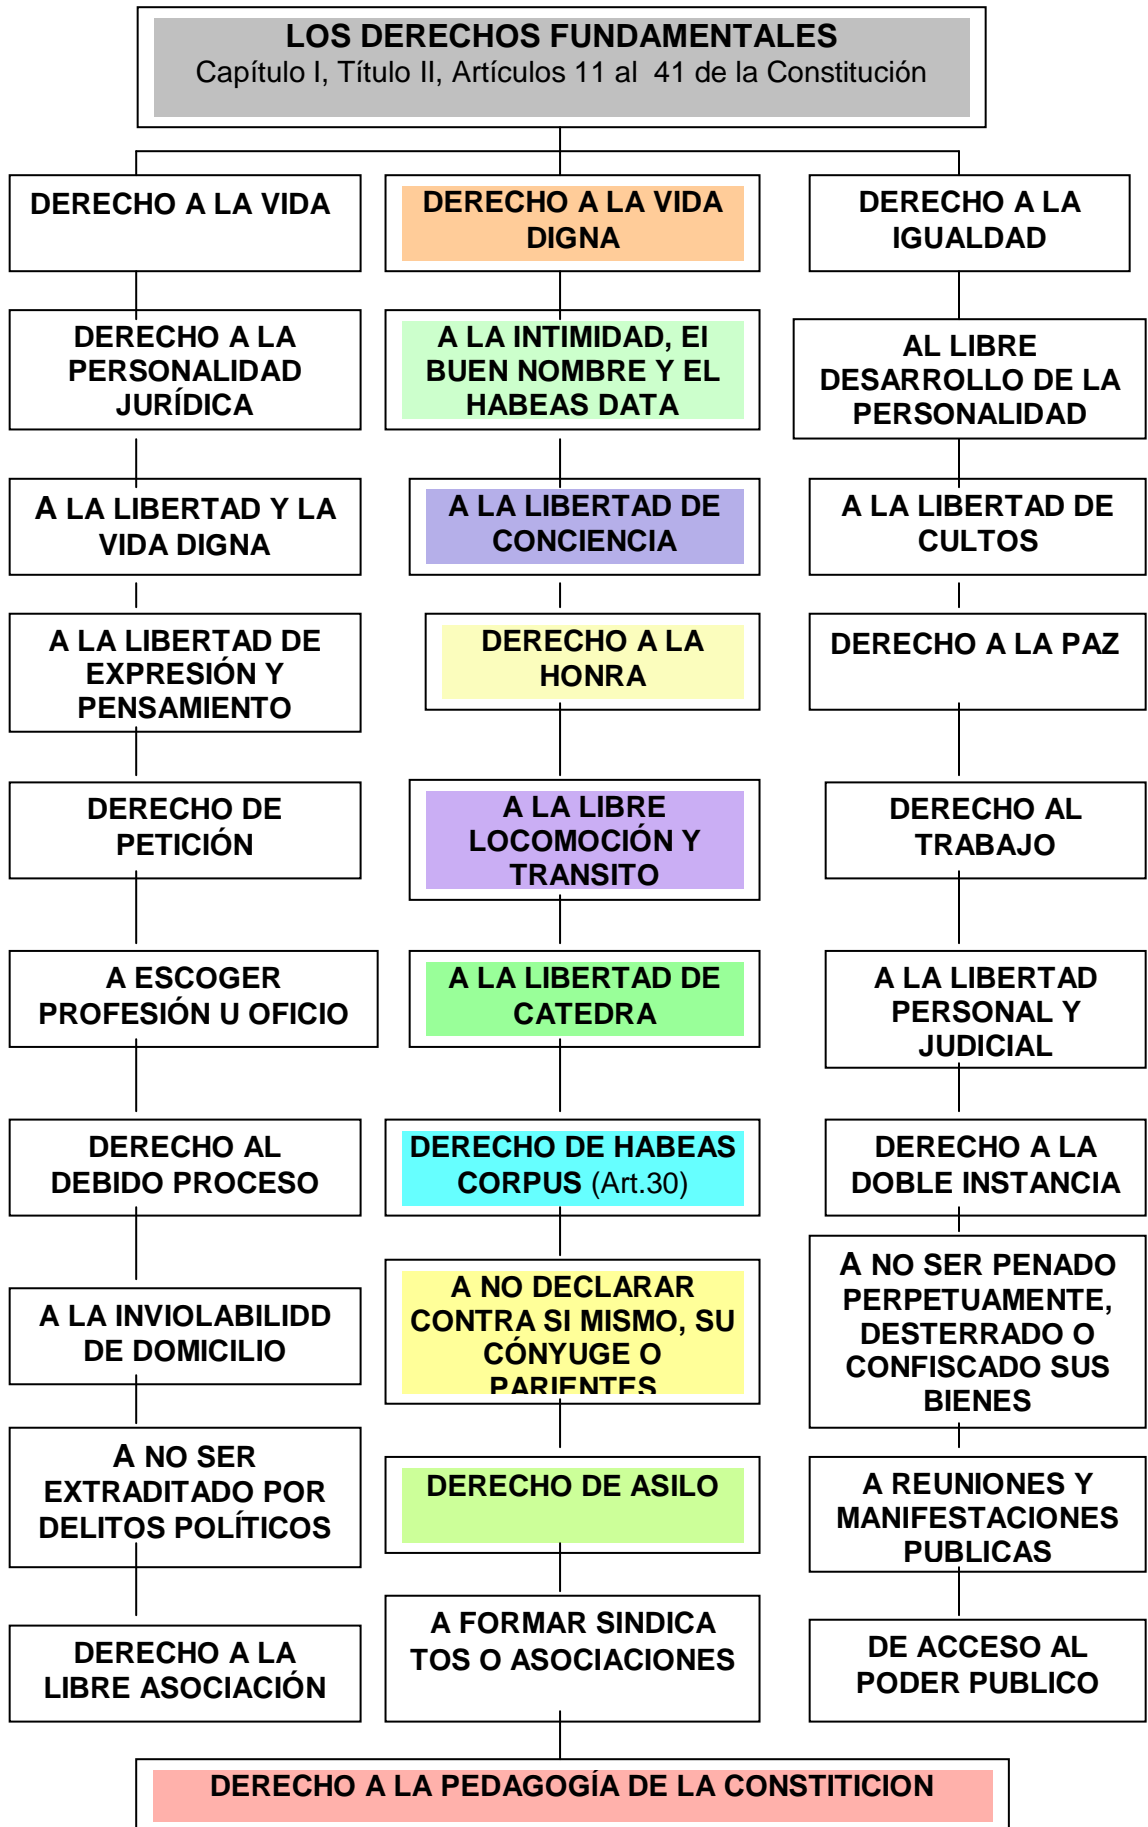 LOS DERECHOS FUNDAMENTALES
Capítulo I, Título II, Artículos 11 al 41 de la Constitución
DERECHO A LA VIDA
DERECHO A LA VIDA
DIGNA
DERECHO A LA
IGUALDAD
DERECHO A LA
PERSONALIDAD
JURÍDICA
A LA INTIMIDAD, El
BUEN NOMBRE Y EL
HABEAS DATA
AL LIBRE
DESARROLLO DE LA
PERSONALIDAD
A LA LIBERTAD Y LA
VIDA DIGNA
A LA LIBERTAD DE
CONCIENCIA
A LA LIBERTAD DE
CULTOS
A LA LIBERTAD DE
EXPRESIÓN Y
PENSAMIENTO
DERECHO A LA
HONRA
DERECHO A LA PAZ
DERECHO DE
PETICIÓN
A LA LIBRE
LOCOMOCIÓN Y
TRANSITO
DERECHO AL
TRABAJO
A ESCOGER
PROFESIÓN U OFICIO
A LA LIBERTAD DE
CATEDRA
A LA LIBERTAD
PERSONAL Y
JUDICIAL
DERECHO AL
DEBIDO PROCESO
DERECHO DE HABEAS
CORPUS (Art.30)
DERECHO A LA
DOBLE INSTANCIA
A LA INVIOLABILIDD
DE DOMICILIO
A NO DECLARAR
CONTRA SI MISMO, SU
CÓNYUGE O
PARIENTES
A NO SER PENADO
PERPETUAMENTE,
DESTERRADO O
CONFISCADO SUS
BIENES
A NO SER
EXTRADITADO POR
DELITOS POLÍTICOS
DERECHO DE ASILO
A REUNIONES Y
MANIFESTACIONES
PUBLICAS
DERECHO A LA
LIBRE ASOCIACIÓN
A FORMAR SINDICA
TOS O ASOCIACIONES
DE ACCESO AL
PODER PUBLICO
DERECHO A LA PEDAGOGÍA DE LA CONSTITICION